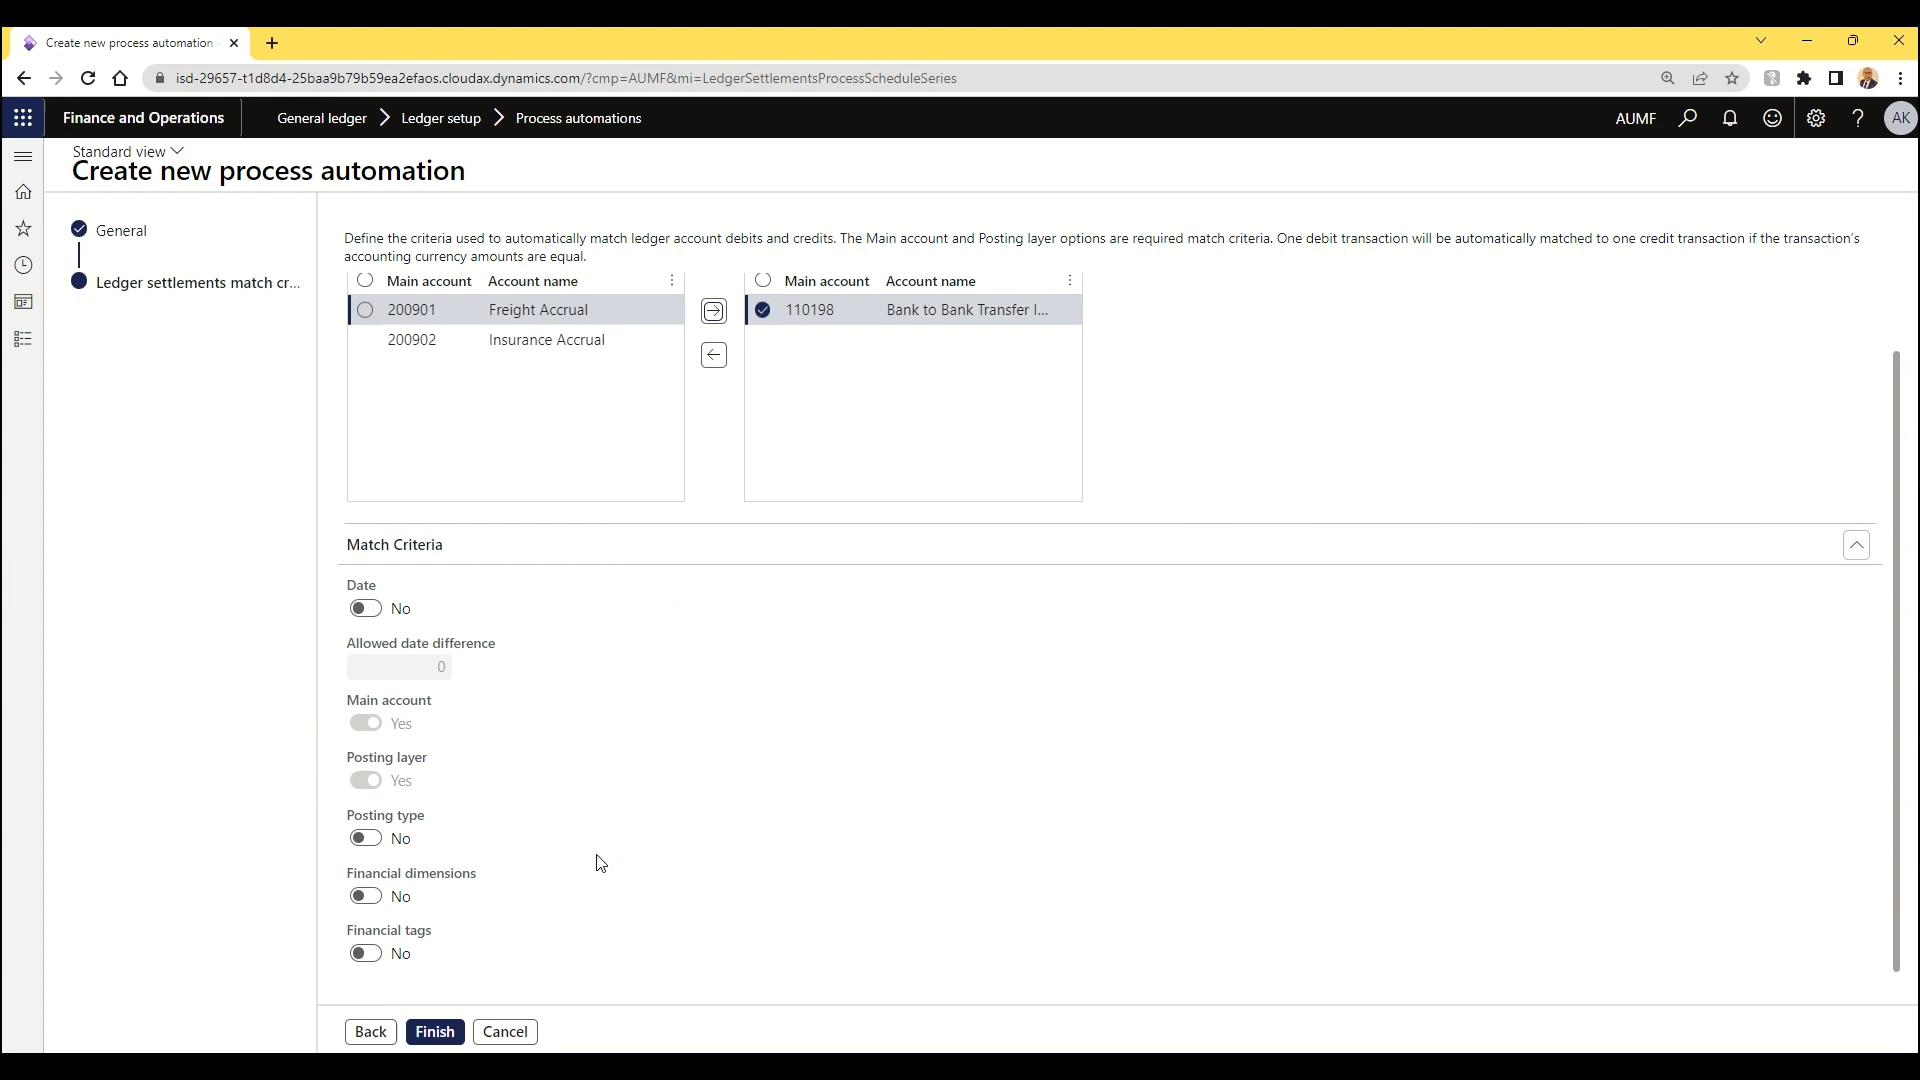 Create new process automation
isd-29657-t1d8d4-25baa9b79b59ea2efaos.cloudax.dynamics.com/?cmp=AUMF&mi=LedgerSettlementsProcessScheduleSeries
Finance and Operations
General ledger > Ledger setup > Process automations
AUMF
AK
Standard view
Create new process automation
General
Ledger settlements match cr...
Define the criteria used to automatically match ledger account debits and credits. The Main account and Posting layer options are required match criteria. One debit transaction will be automatically matched to one credit transaction if the transaction's
accounting currency amounts are equal.
Main account Account name
200901 Freight Accrual
200902 Insurance Accrual
Main account Account name
110198 Bank to Bank Transfer I...
Match Criteria
Date
No
Allowed date difference
0
Main account
Yes
Posting layer
Yes
Posting type
No
Financial dimensions
No
Financial tags
No
Back Finish Cancel